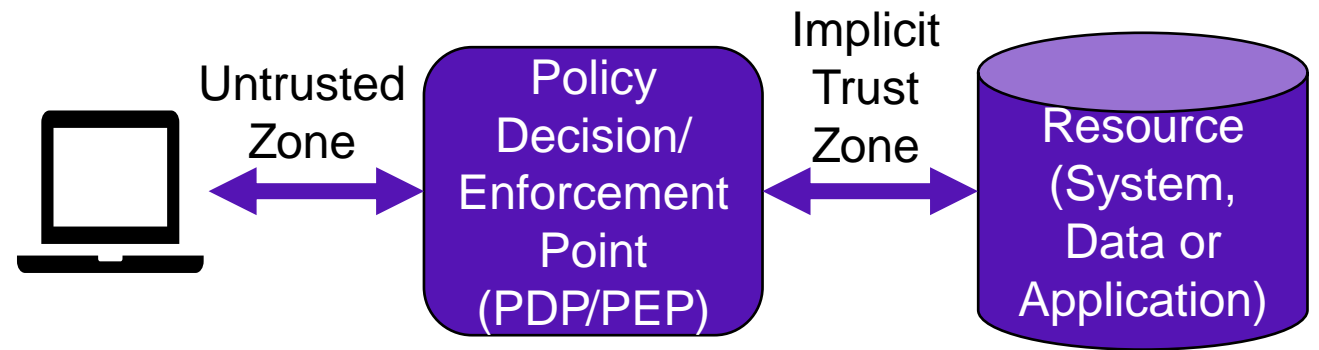 Untrusted
Zone
Policy
Decision/
Enforcement
Point
(PDP/PEP)
Implicit
Trust
Zone
Resource
(System,
Data or
Application)